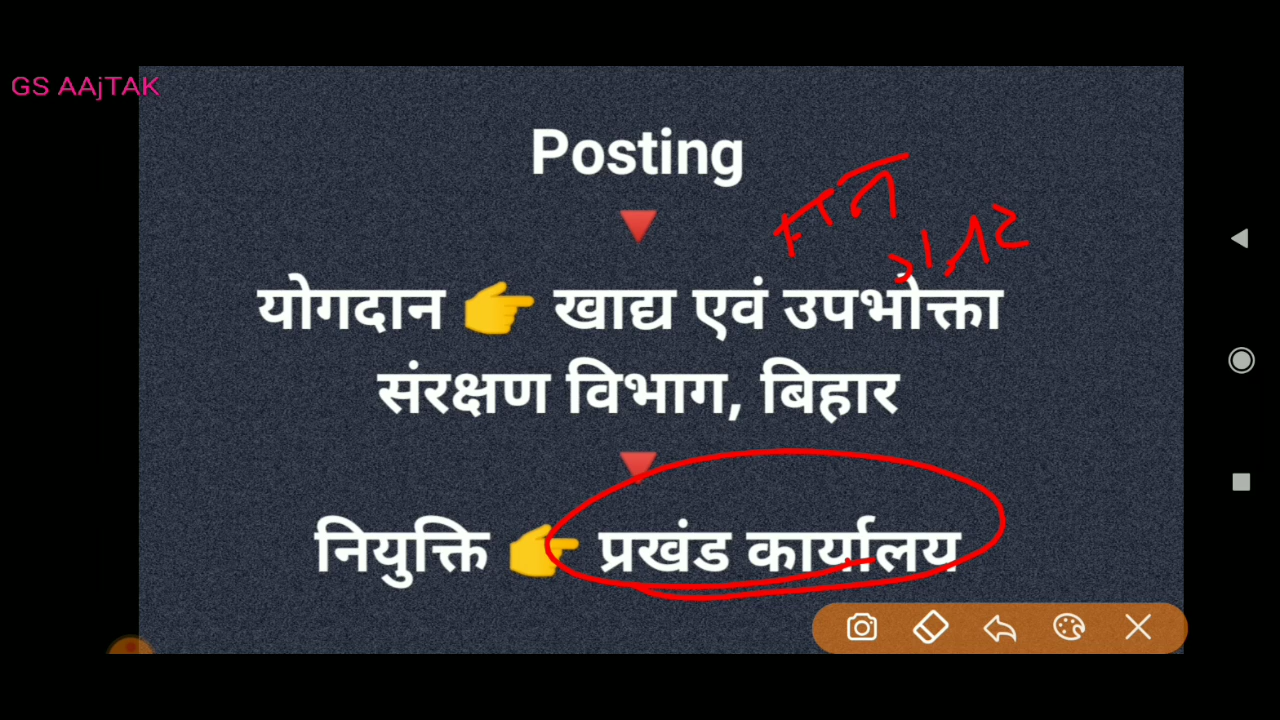 GS AAjTAK
Posting
योगदान 👉 खाद्य एवं उपभोक्ता
संरक्षण विभाग, बिहार
नियुक्ति 👉 प्रखंड कार्यालय